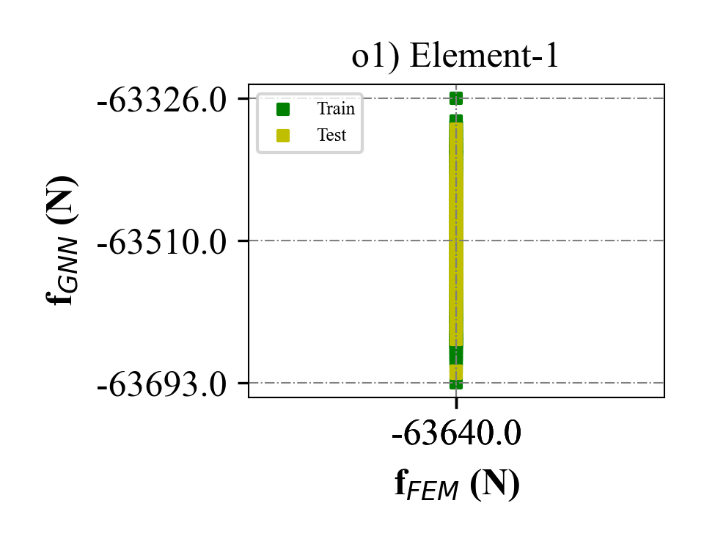 o1) Element-1
-63326.0
Train
Test
-63510.0
f_GNN (N)
-63693.0
-63640.0
f_FEM (N)